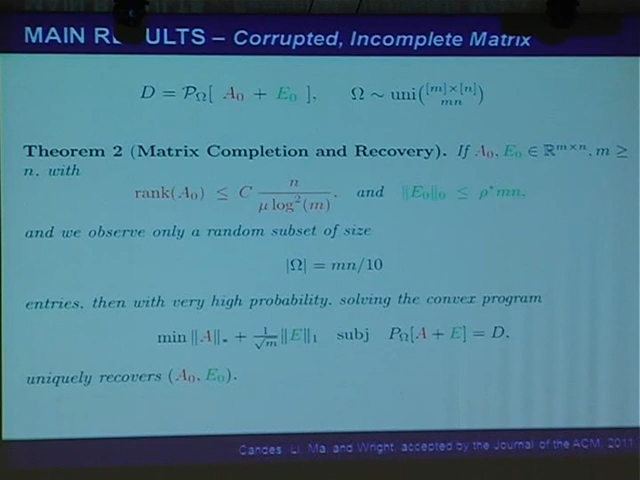 MAIN RESULTS – Corrupted, Incomplete Matrix
D = P_Ω[ A₀ + E₀ ], Ω ~ uni([m]×[n] mn)
Theorem 2 (Matrix Completion and Recovery). If A₀, E₀ ∈ ℝ^{m×n}, m ≥
n, with
rank(A₀) ≤ C n / μ log²(m), and ‖E₀‖₀ ≤ ρ*mn,
and we observe only a random subset of size
|Ω| = mn/10
entries, then with very high probability, solving the convex program
min ‖A‖_* + 1/√m ‖E‖₁ subj P_Ω[A + E] = D,
uniquely recovers (A₀, E₀).
Candes, Li, Ma, and Wright, accepted by the Journal of the ACM, 2011